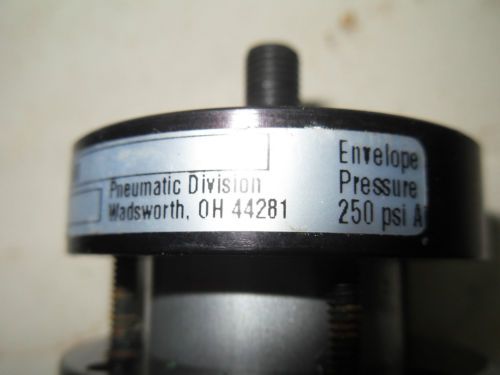 Pneumatic Division
Wadsworth, OH 44281
Envelope
Pressure
250 psi A